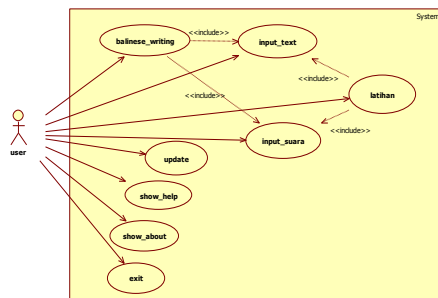 System
balinese_writing
<<include>>
input_text
<<include>>
<<include>>
latihan
<<include>>
input_suara
user
update
show_help
show_about
exit